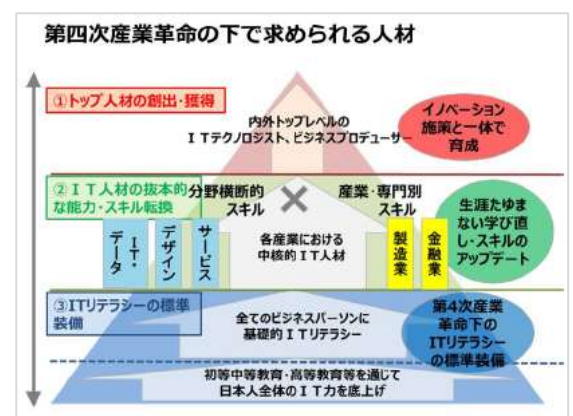 第四次産業革命の下で求められる人材
①トップ人材の創出・獲得
内外トップレベルの
ＩＴテクノロジスト、ビジネスプロデューサー
イノベーション
施策と一体で
育成
②ＩＴ人材の抜本的
な能力・スキル転換
分野横断的
スキル
産業・専門別
スキル
生涯たゆま
ない学び直
し・スキルの
アップデート
IT・
データ
デザイン
サービス
各産業における
中核的ＩＴ人材
製造業
金融業
③ITリテラシーの標準
装備
全てのビジネスパーソンに
基礎的ＩＴリテラシー
第4次産業
革命下の
ITリテラシー
の標準装備
初等中等教育・高等教育等を通じて
日本人全体のＩＴ力を底上げ